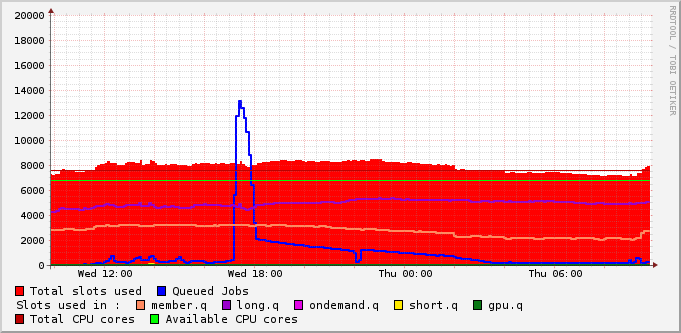 20000
18000
16000
14000
12000
10000
8000
6000
4000
2000
0
Wed 12:00 Wed 18:00 Thu 00:00 Thu 06:00
Total slots used Queued Jobs
Slots used in : member.q long.q ondemand.q short.q gpu.q
Total CPU cores Available CPU cores
RRDTOOL / TOBI OETIKER